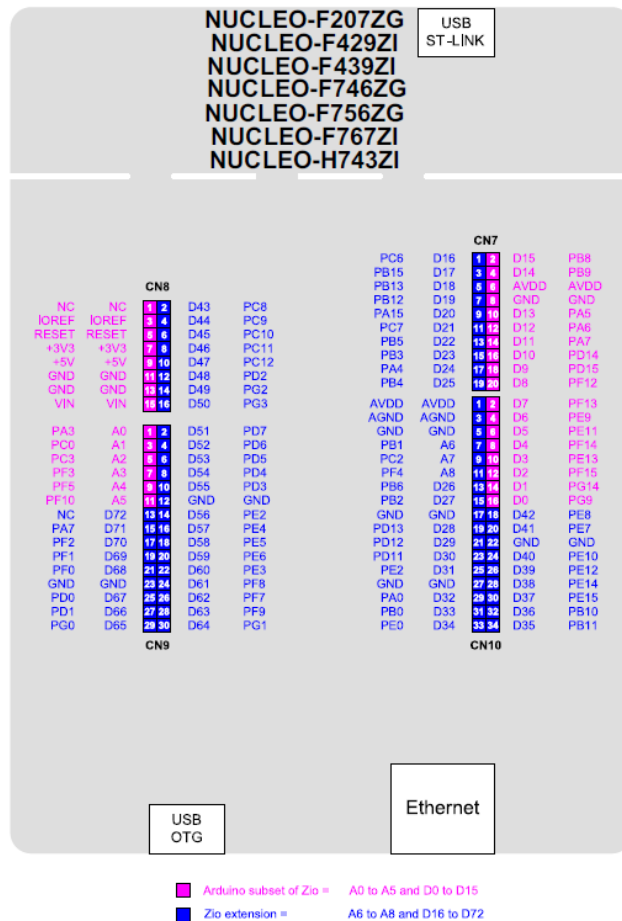 NUCLEO-F207ZG
NUCLEO-F429ZI
NUCLEO-F439ZI
NUCLEO-F746ZG
NUCLEO-F756ZG
NUCLEO-F767ZI
NUCLEO-H743ZI
USB
ST-LINK
CN8
NC NC 1 2 D43 PC8
IOREF IOREF 3 4 D44 PC9
RESET RESET 5 6 D45 PC10
+3V3 +3V3 7 8 D46 PC11
+5V +5V 9 10 D47 PC12
GND GND 11 12 D48 PD2
GND GND 13 14 D49 PG2
VIN VIN 15 16 D50 PG3
PA3 A0 1 2 D51 PD7
PC0 A1 3 4 D52 PD6
PC3 A2 5 6 D53 PD5
PF3 A3 7 8 D54 PD4
PF5 A4 9 10 D55 PD3
PF10 A5 11 12 GND GND
NC D72 13 14 D56 PE2
PA7 D71 15 16 D57 PE4
PF2 D70 17 18 D58 PE5
PF1 D69 19 20 D59 PE6
PF0 D68 21 22 D60 PE3
GND GND 23 24 D61 PF8
PD0 D67 25 26 D62 PF7
PD1 D66 27 28 D63 PF9
PG0 D65 29 30 D64 PG1
CN9
CN7
PC6 D16 1 2 D15 PB8
PB15 D17 3 4 D14 PB9
PB13 D18 5 6 AVDD AVDD
PB12 D19 7 8 GND GND
PA15 D20 9 10 D13 PA5
PC7 D21 11 12 D12 PA6
PB5 D22 13 14 D11 PA7
PB3 D23 15 16 D10 PD14
PA4 D24 17 18 D9 PD15
PB4 D25 19 20 D8 PF12
AVDD AVDD 1 2 D7 PF13
AGND AGND 3 4 D6 PE9
GND GND 5 6 D5 PE11
PB1 A6 7 8 D4 PF14
PC2 A7 9 10 D3 PE13
PF4 A8 11 12 D2 PF15
PB6 D26 13 14 D1 PG14
PB2 D27 15 16 D0 PG9
GND GND 17 18 D42 PE8
PD13 D28 19 20 D41 PE7
PD12 D29 21 22 GND GND
PD11 D30 23 24 D40 PE10
PE2 D31 25 26 D39 PE12
GND GND 27 28 D38 PE14
PA0 D32 29 30 D37 PE15
PB0 D33 31 32 D36 PB10
PE0 D34 33 34 D35 PB11
CN10
USB
OTG
Ethernet
Arduino subset of Zio = A0 to A5 and D0 to D15
Zio extension = A6 to A8 and D16 to D72